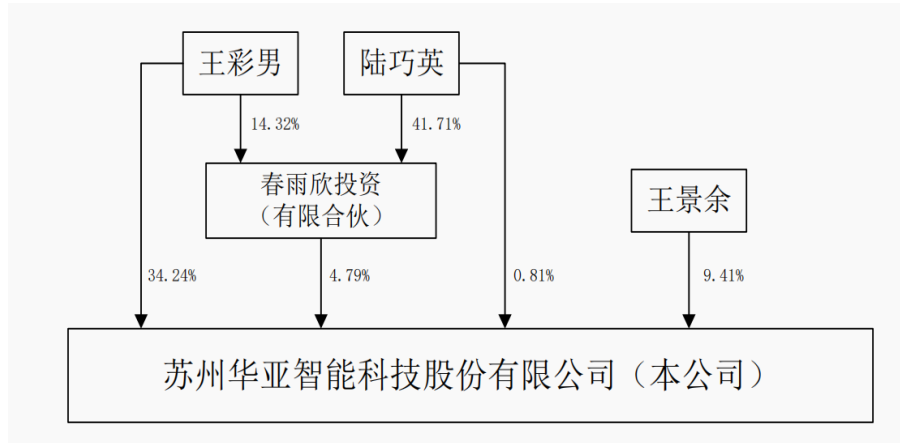 王彩男
陆巧英
14.32%
41.71%
春雨欣投资
（有限合伙）
王景余
34.24%
4.79%
0.81%
9.41%
苏州华亚智能科技股份有限公司（本公司）